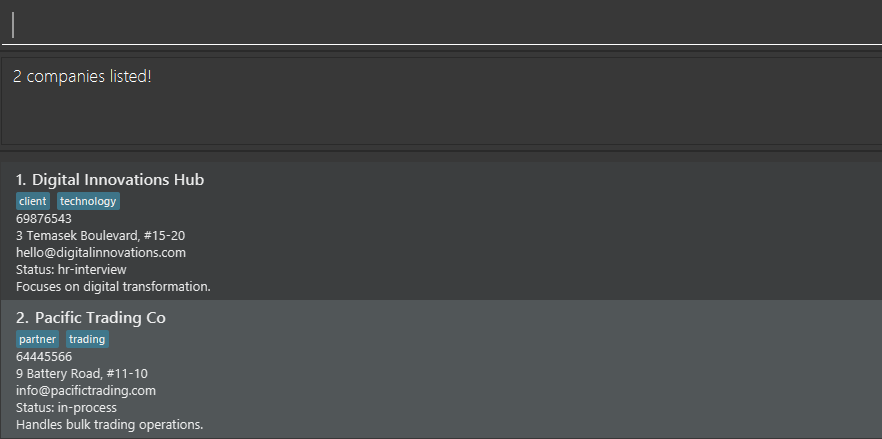 2 companies listed!
1. Digital Innovations Hub
client technology
69876543
3 Temasek Boulevard, #15-20
hello@digitalinnovations.com
Status: hr-interview
Focuses on digital transformation.
2. Pacific Trading Co
partner trading
64445566
9 Battery Road, #11-10
info@pacifictrading.com
Status: in-process
Handles bulk trading operations.